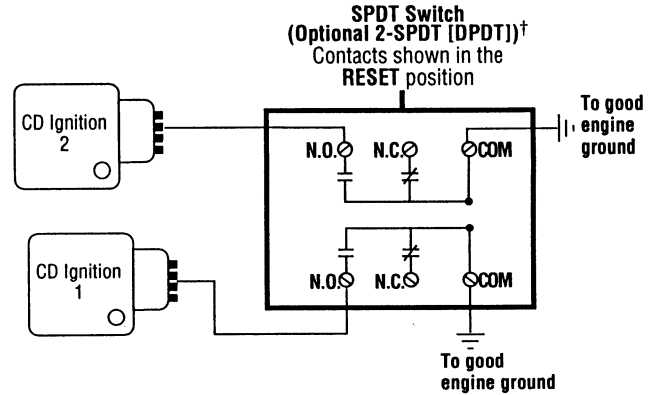 SPDT Switch
(Optional 2-SPDT [DPDT])†
Contacts shown in the
RESET position
CD Ignition
2
N.O.
N.C.
COM
To good
engine
ground
CD Ignition
1
N.O.
N.C.
COM
To good
engine ground